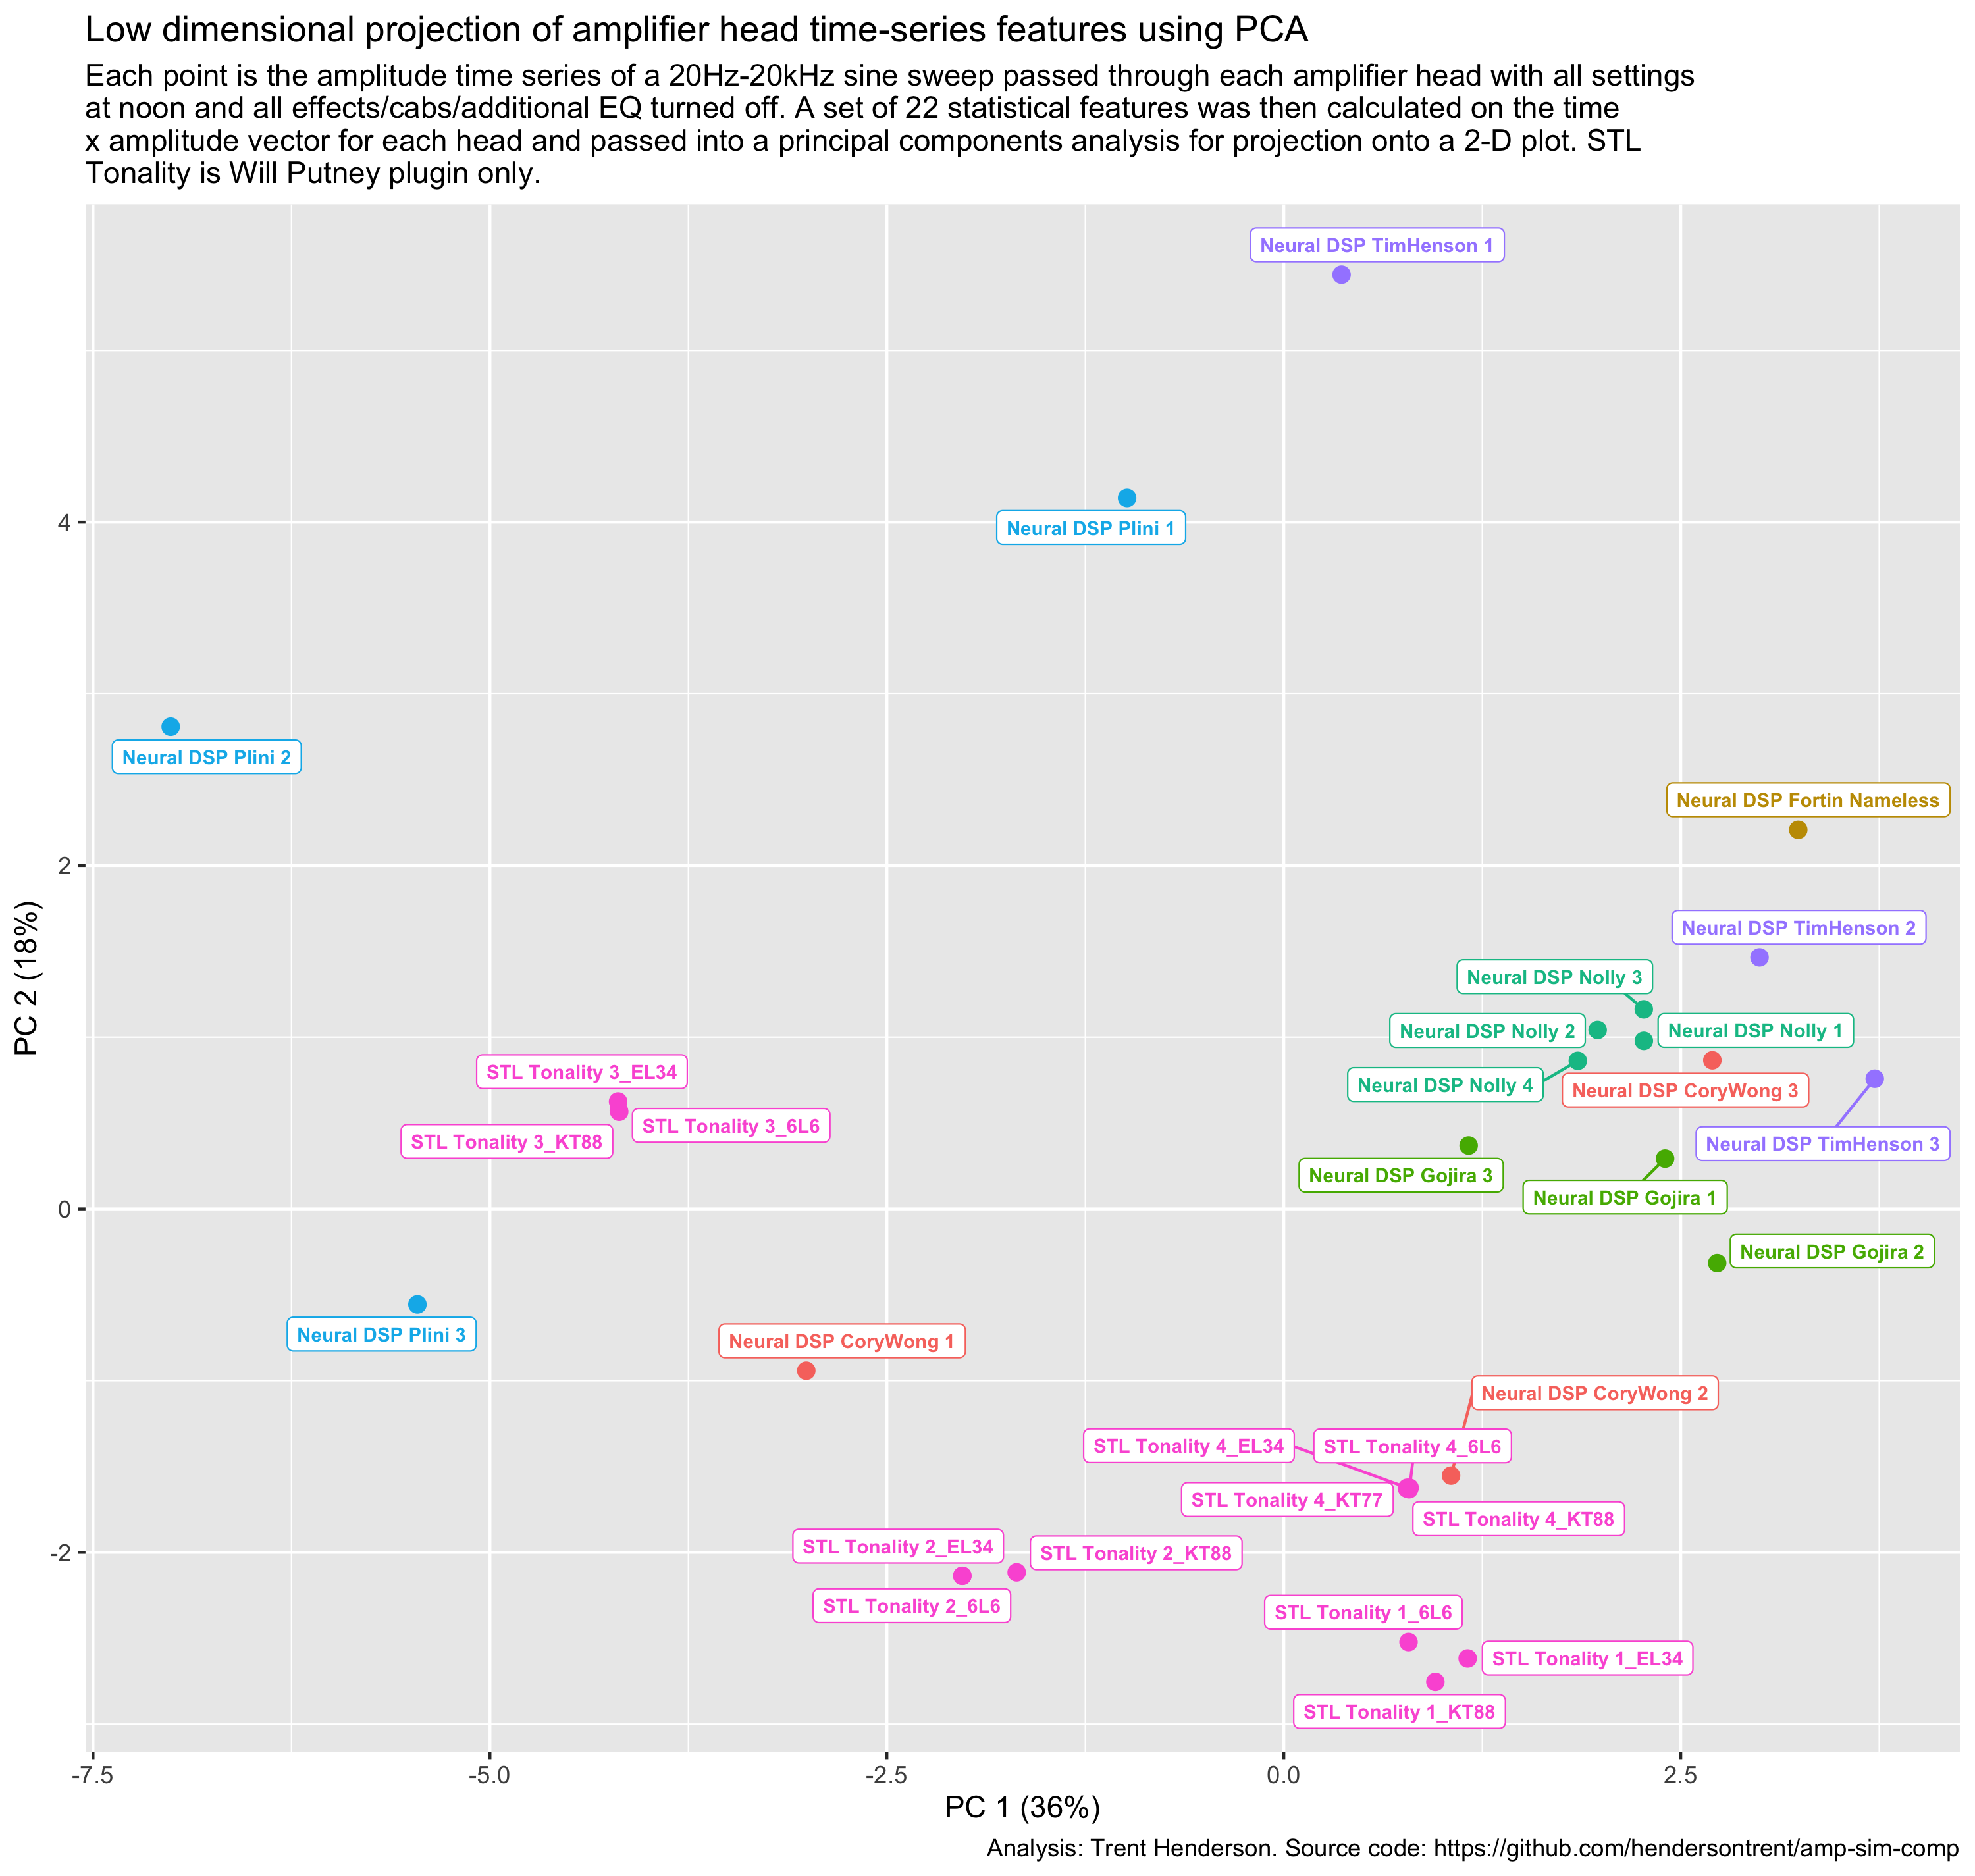 Low dimensional projection of amplifier head time-series features using PCA
Each point is the amplitude time series of a 20Hz-20kHz sine sweep passed through each amplifier head with all settings
at noon and all effects/cabs/additional EQ turned off. A set of 22 statistical features was then calculated on the time
x amplitude vector for each head and passed into a principal components analysis for projection onto a 2-D plot. STL
Tonality is Will Putney plugin only.
Neural DSP TimHenson 1
4
Neural DSP Plini 1
Neural DSP Plini 2
Neural DSP Fortin Nameless
2
Neural DSP TimHenson 2
Neural DSP Nolly 3
Neural DSP Nolly 2
Neural DSP Nolly 1
PC 2 (18%)
STL Tonality 3_EL34
Neural DSP Nolly 4
Neural DSP CoryWong 3
STL Tonality 3_6L6
STL Tonality 3_KT88
Neural DSP TimHenson 3
Neural DSP Gojira 3
Neural DSP Gojira 1
0
Neural DSP Gojira 2
Neural DSP Plini 3
Neural DSP CoryWong 1
Neural DSP CoryWong 2
STL Tonality 4_EL34
STL Tonality 4_6L6
STL Tonality 4_KT77
STL Tonality 4_KT88
STL Tonality 2_EL34
STL Tonality 2_KT88
-2
STL Tonality 2_6L6
STL Tonality 1_6L6
STL Tonality 1_EL34
STL Tonality 1_KT88
-7.5 -5.0 -2.5 0.0 2.5
PC 1 (36%)
Analysis: Trent Henderson. Source code: https://github.com/hendersontrent/amp-sim-comp